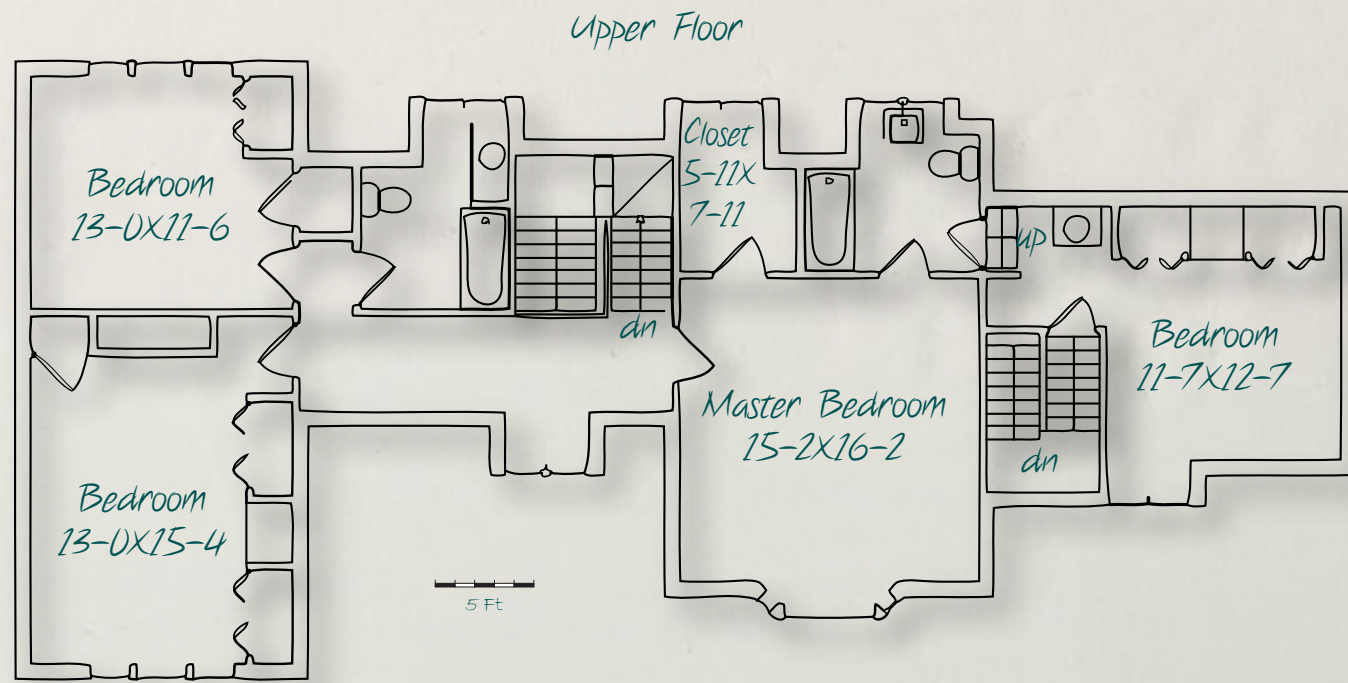 Upper Floor
Bedroom
13-0X11-6
Closet
5-11X
7-11
up
dn
Bedroom
11-7X12-7
Master Bedroom
15-2X16-2
dn
Bedroom
13-0X15-4
5 Ft